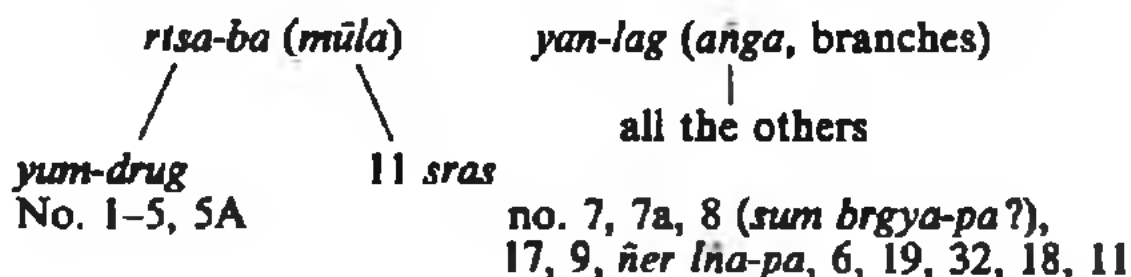 rtsa-ba (mūla) yan-lag (aṅga, branches)
all the others
yum-drug 11 sras
No. 1–5, 5A no. 7, 7a, 8 (sum brgya-pa?),
17, 9, ñer lṅa-pa, 6, 19, 32, 18, 11